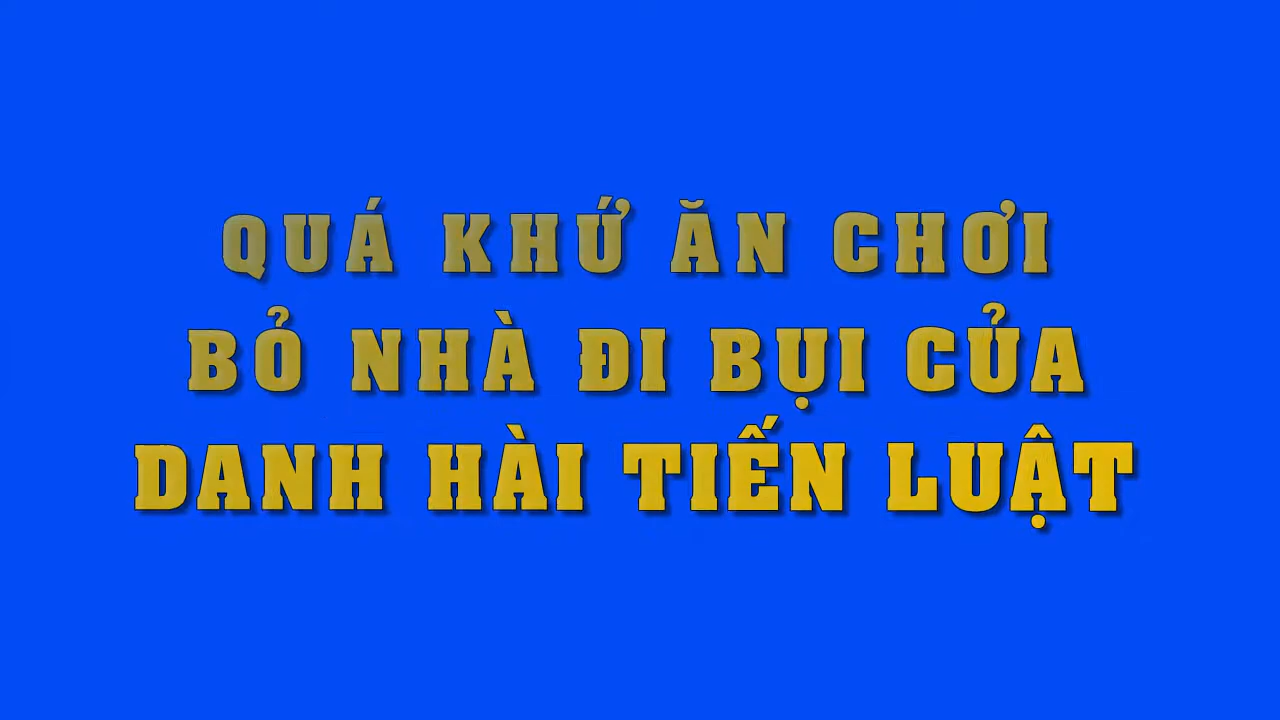 QUÁ KHỨ ĂN CHƠI
BỎ NHÀ ĐI BỤI CỦA
DANH HÀI TIẾN LUẬT